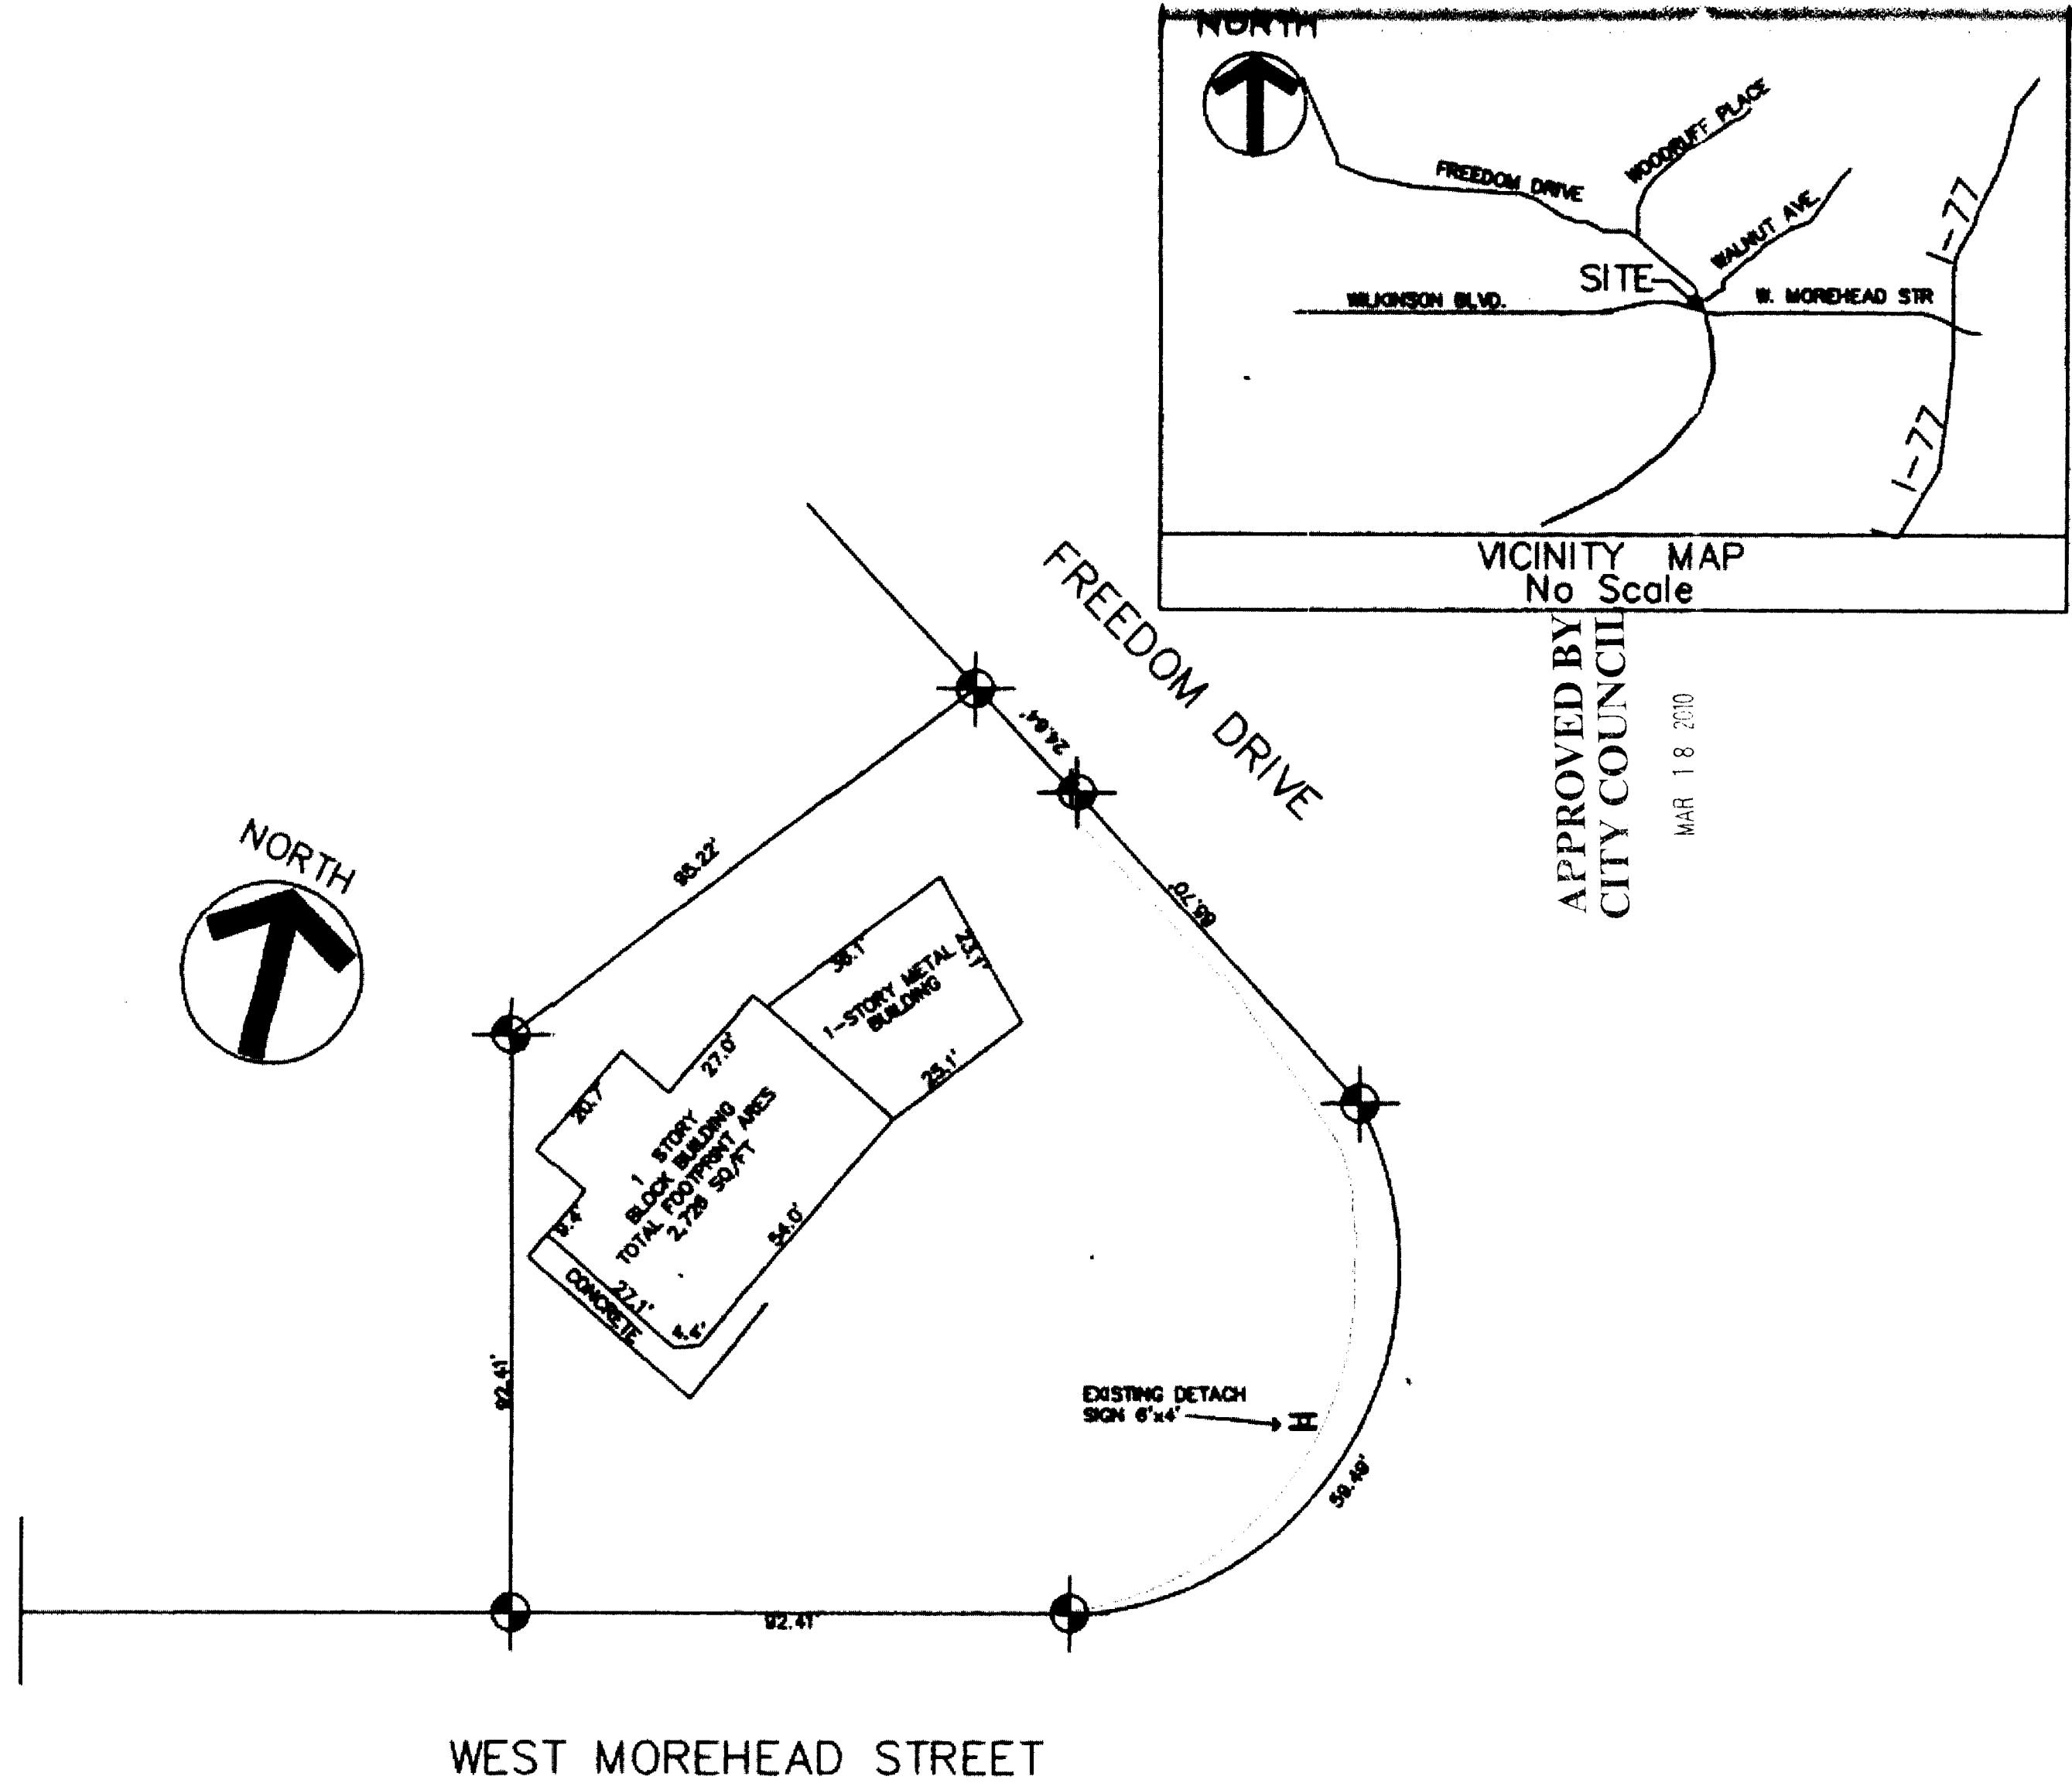 NORTH
FREEDOM DRIVE
WOODRUFF PLACE
WALNUT AVE.
I-77
SITE
WILKINSON BLVD.
W. MOREHEAD STR
I-77
VICINITY MAP
No Scale
APPROVED BY
CITY COUNCIL
MAR 18 2010
FREEDOM DRIVE
24.64'
NORTH
95.22'
65.70'
36.1'
23.1'
1-STORY METAL
BUILDING
27.0'
25.1'
20.7'
1 STORY
BLOCK BUILDING
TOTAL FOOTPRINT ARES
2,726 SQ/FT
9.4'
54.0'
27.1'
CONCRETE
92.41'
EXISTING DETACH
SIGN 6'x4'
59.49'
92.41'
WEST MOREHEAD STREET